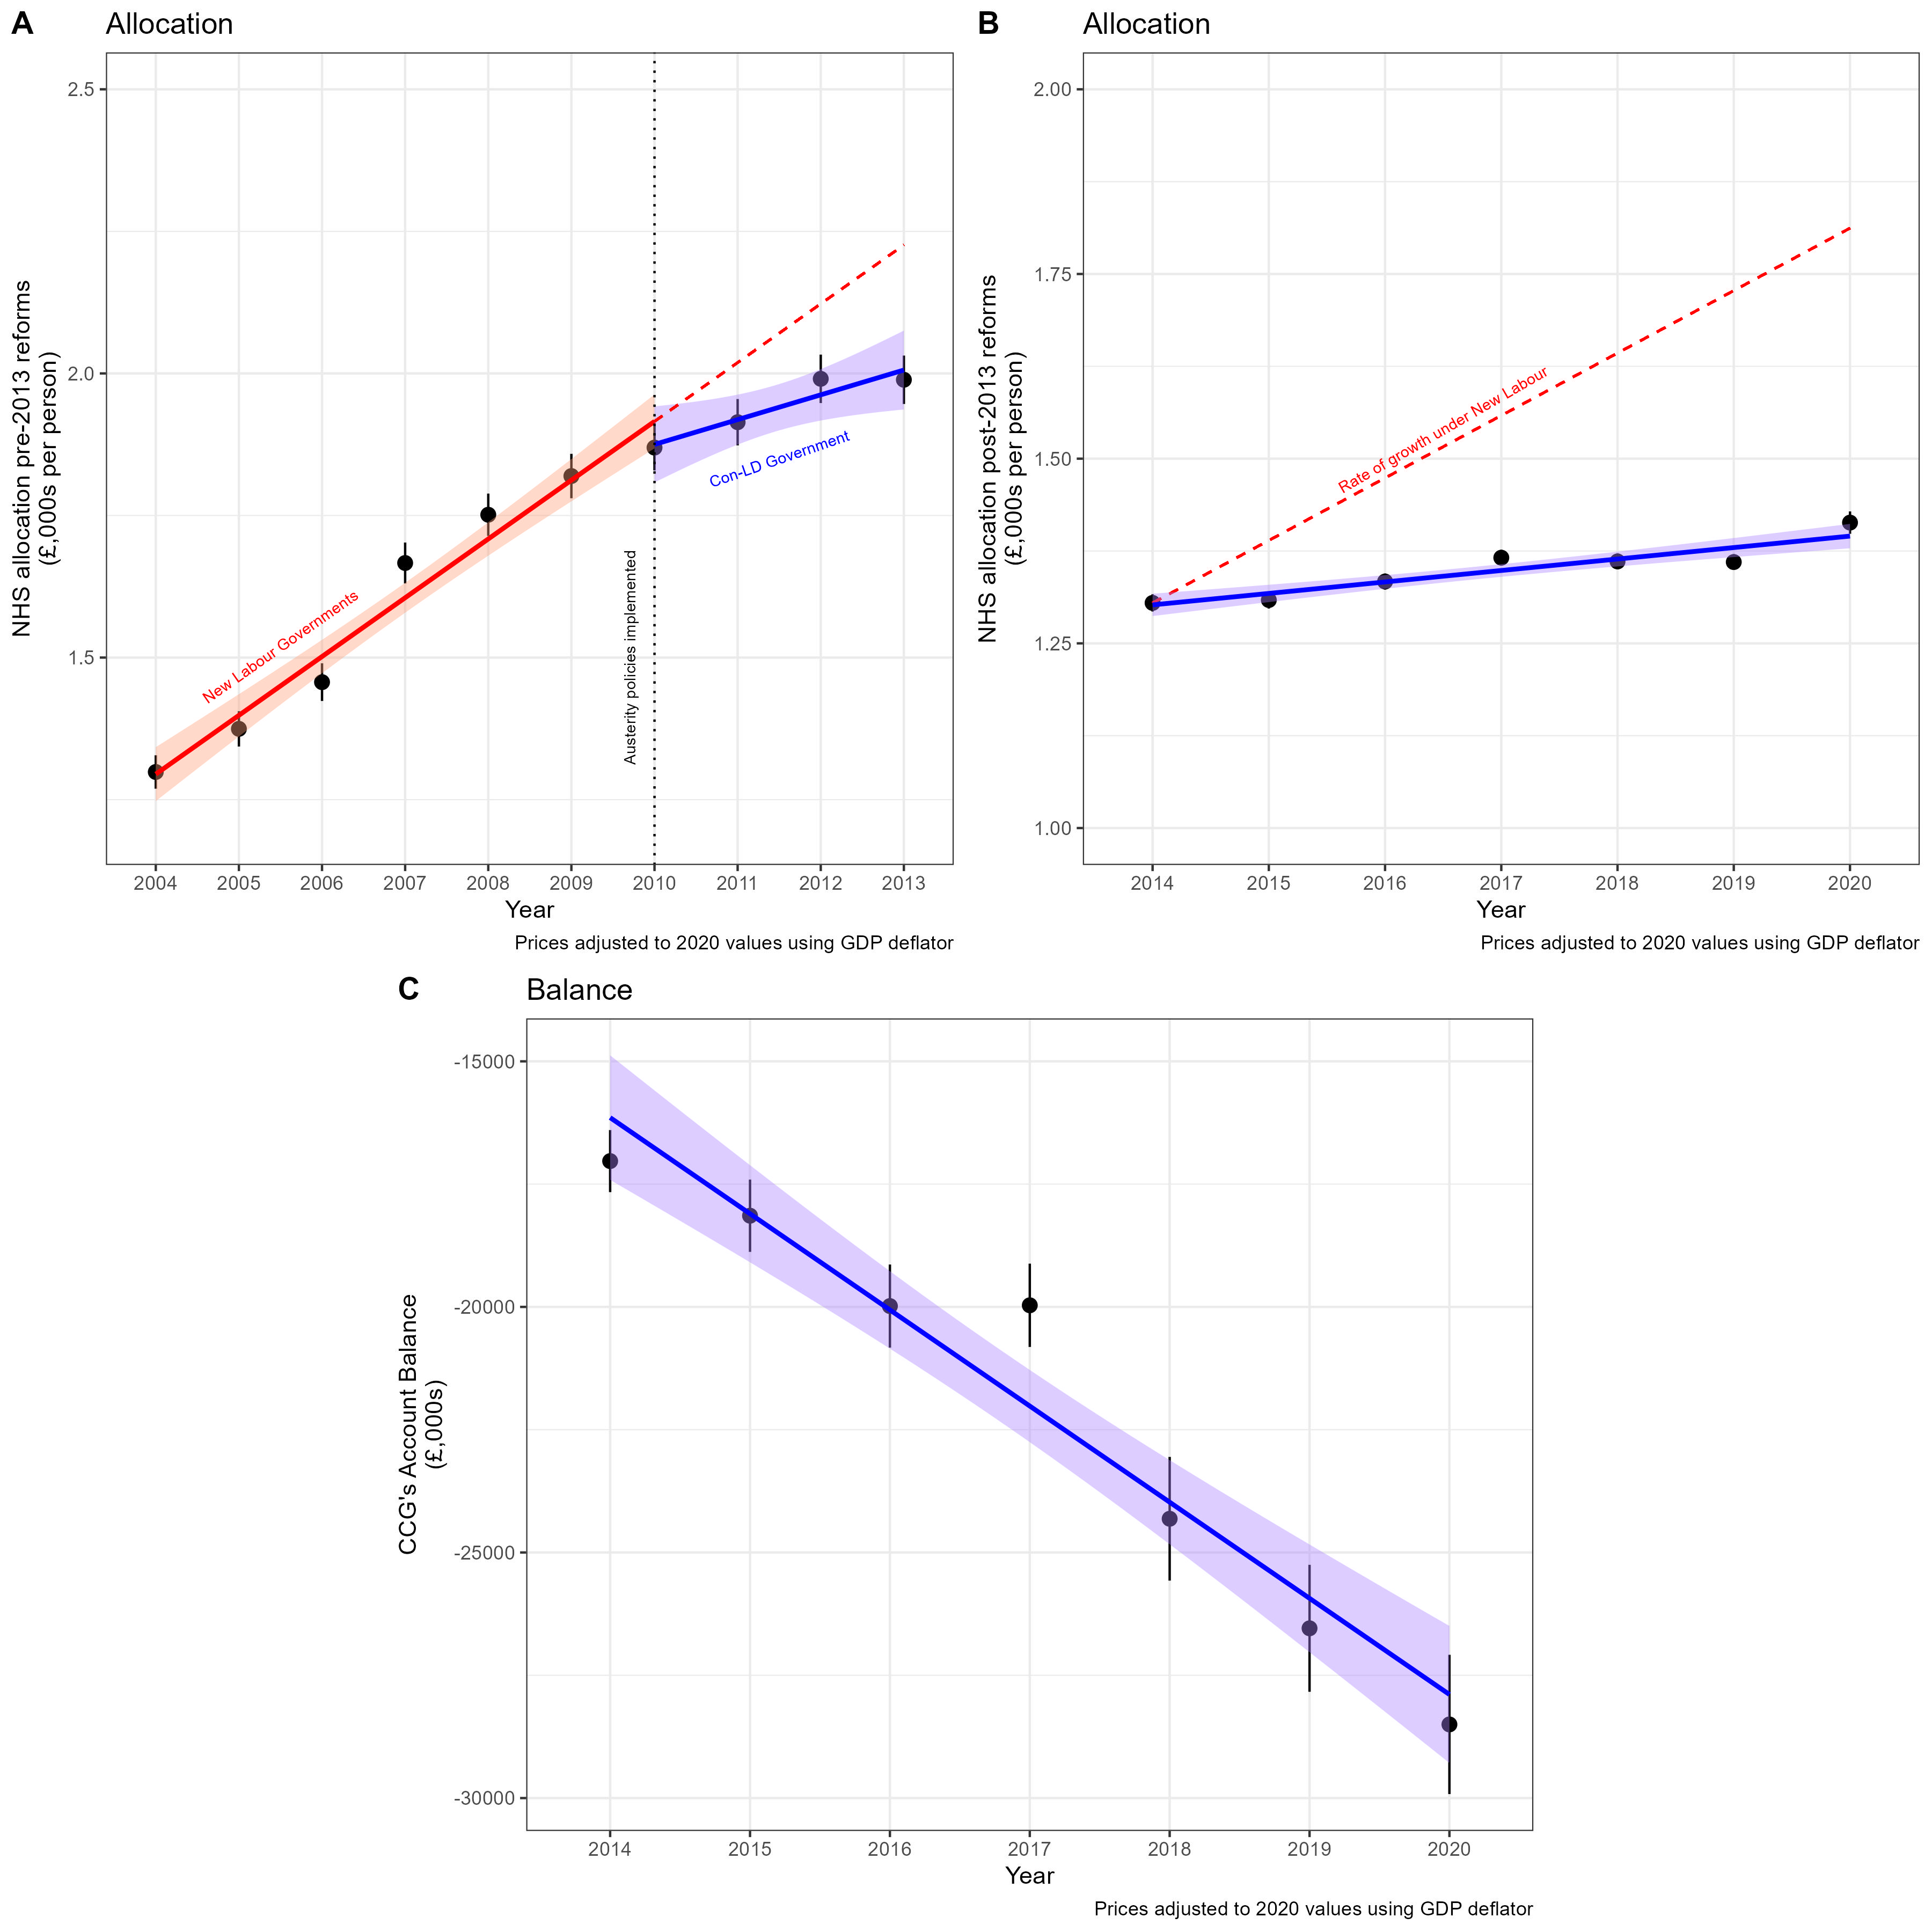 A Allocation
NHS allocation pre-2013 reforms
(£,000s per person)
2.5
2.0
1.5
New Labour Governments
Austerity policies implemented
Con-LD Government
2004 2005 2006 2007 2008 2009 2010 2011 2012 2013
Year
Prices adjusted to 2020 values using GDP deflator
B Allocation
NHS allocation post-2013 reforms
(£,000s per person)
2.00
1.75
1.50
1.25
1.00
Rate of growth under New Labour
2014 2015 2016 2017 2018 2019 2020
Year
Prices adjusted to 2020 values using GDP deflator
C Balance
CCG's Account Balance
(£,000s)
-15000
-20000
-25000
-30000
2014 2015 2016 2017 2018 2019 2020
Year
Prices adjusted to 2020 values using GDP deflator